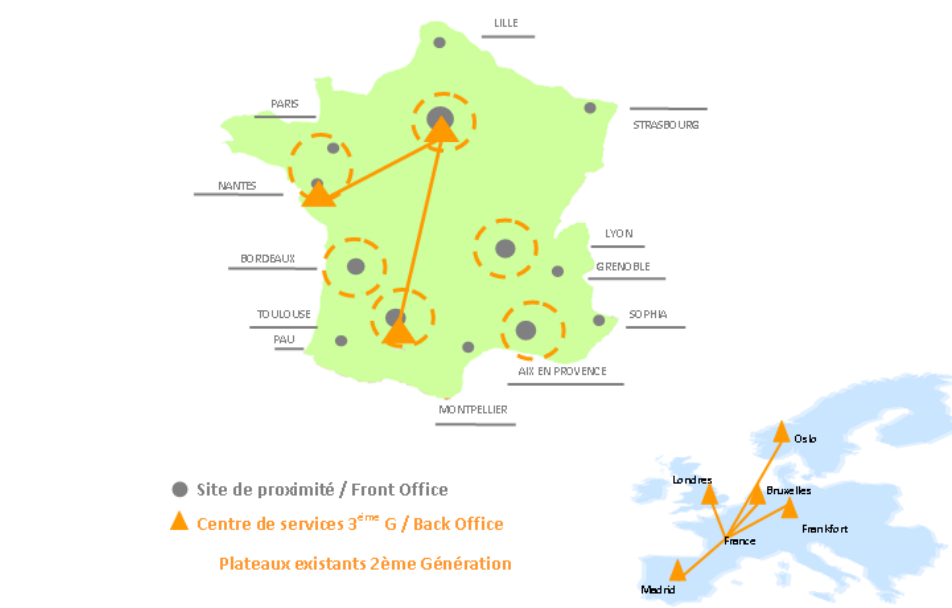 LILLE
PARIS
STRASBOURG
NANTES
LYON
BORDEAUX
GRENOBLE
TOULOUSE
SOPHIA
PAU
AIX EN PROVENCE
MONTPELLIER
Oslo
Londres
Bruxelles
Frankfort
France
Madrid
Site de proximité / Front Office
Centre de services 3ème G / Back Office
Plateaux existants 2ème Génération